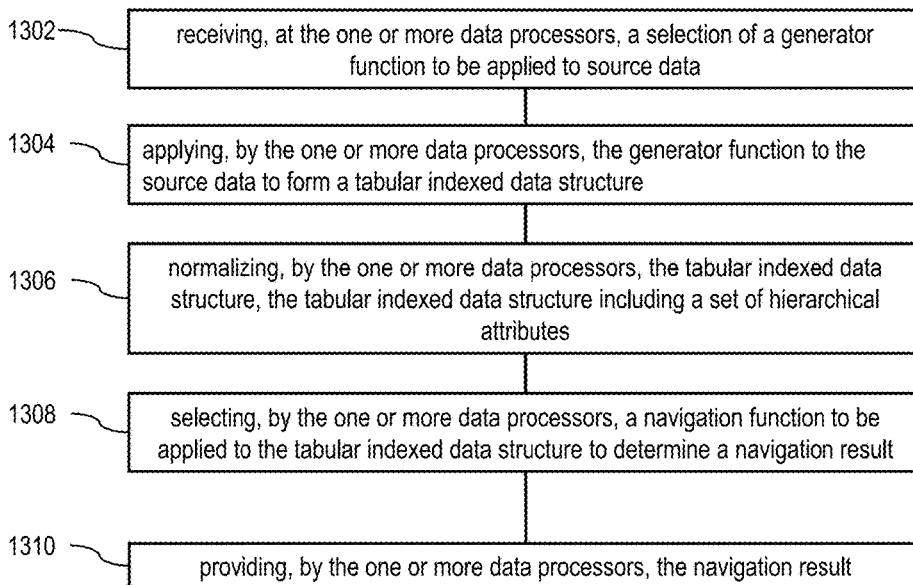 1302
receiving, at the one or more data processors, a selection of a generator
function to be applied to source data
1304
applying, by the one or more data processors, the generator function to the
source data to form a tabular indexed data structure
1306
normalizing, by the one or more data processors, the tabular indexed data
structure, the tabular indexed data structure including a set of hierarchical
attributes
1308
selecting, by the one or more data processors, a navigation function to be
applied to the tabular indexed data structure to determine a navigation result
1310
providing, by the one or more data processors, the navigation result